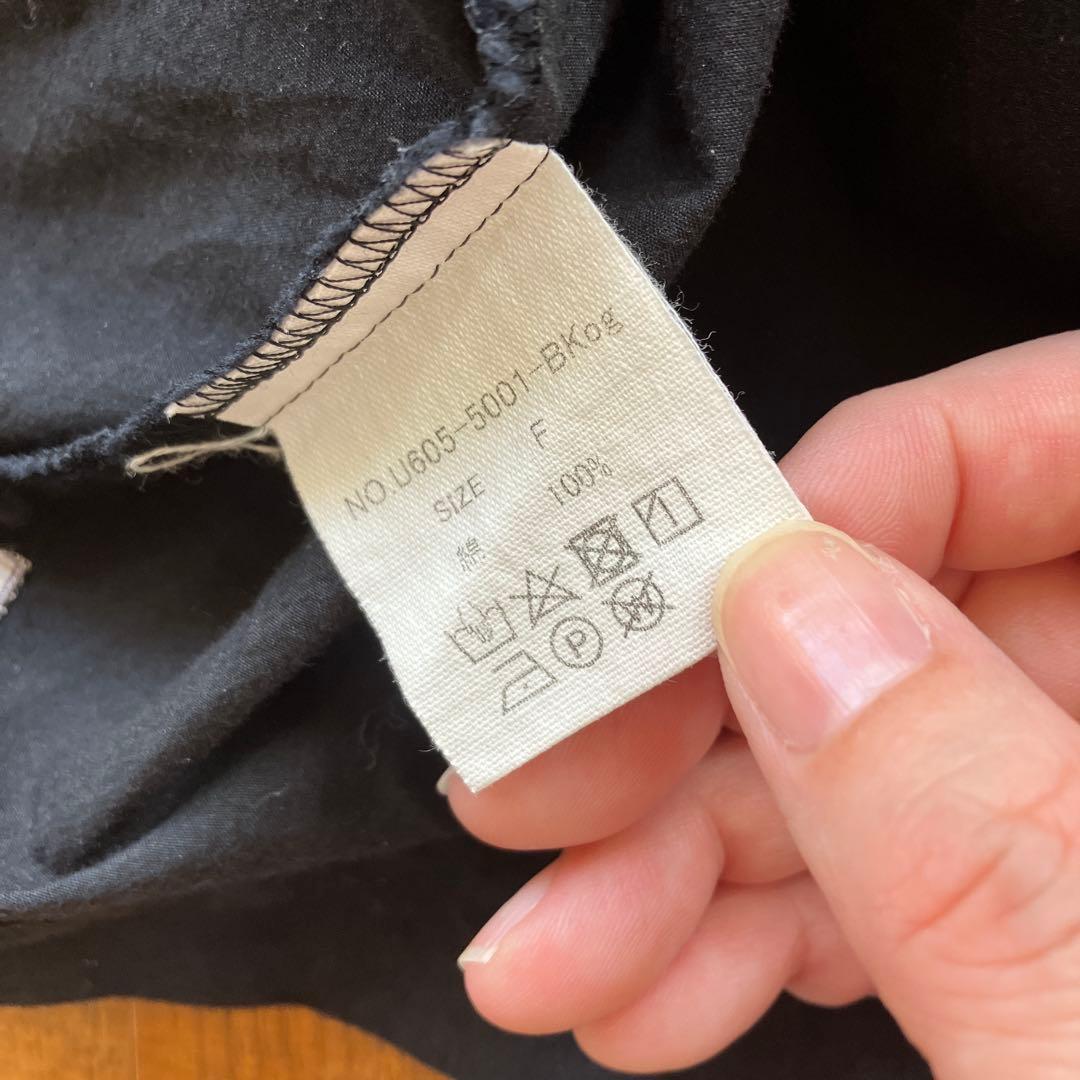 NO.U605-5001-BKog
SIZE F
綿 100%
P
W